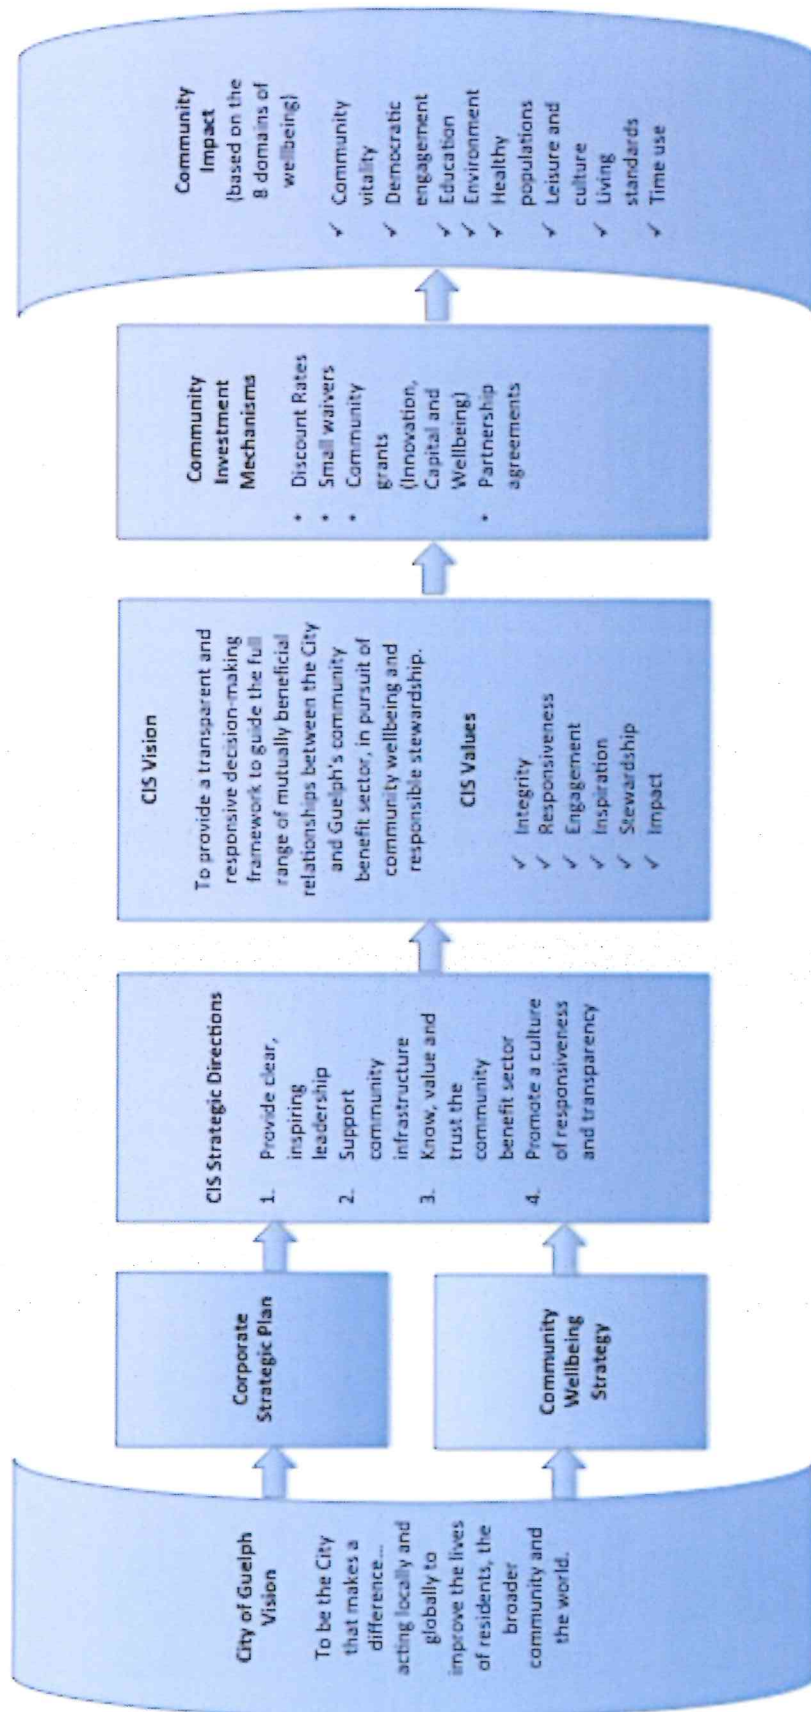 City of Guelph
Vision
To be the City
that makes a
difference...
acting locally and
globally to
improve the lives
of residents, the
broader
community and
the world.
Corporate
Strategic Plan
Community
Wellbeing
Strategy
CIS Strategic Directions
1. Provide clear,
inspiring
leadership
2. Support
community
infrastructure
3. Know, value and
trust the
community
benefit sector
4. Promote a culture
of responsiveness
and transparency
CIS Vision
To provide a transparent and
responsive decision-making
framework to guide the full
range of mutually beneficial
relationships between the City
and Guelph's community
benefit sector, in pursuit of
community wellbeing and
responsible stewardship.
CIS Values
✓ Integrity
✓ Responsiveness
✓ Engagement
✓ Inspiration
✓ Stewardship
✓ Impact
Community
Investment
Mechanisms
• Discount Rates
• Small waivers
• Community
grants
(Innovation,
Capital and
Wellbeing)
• Partnership
agreements
Community
Impact
(based on the
8 domains of
wellbeing)
✓ Community
vitality
✓ Democratic
engagement
✓ Education
✓ Environment
✓ Healthy
populations
✓ Leisure and
culture
✓ Living
standards
✓ Time use